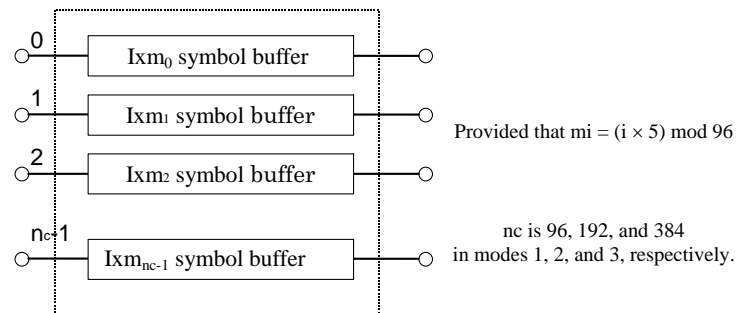 0
Ixm₀ symbol buffer
1
Ixm₁ symbol buffer
Provided that mi = (i × 5) mod 96
2
Ixm₂ symbol buffer
nc-1
Ixmnc-1 symbol buffer
nc is 96, 192, and 384
in modes 1, 2, and 3, respectively.